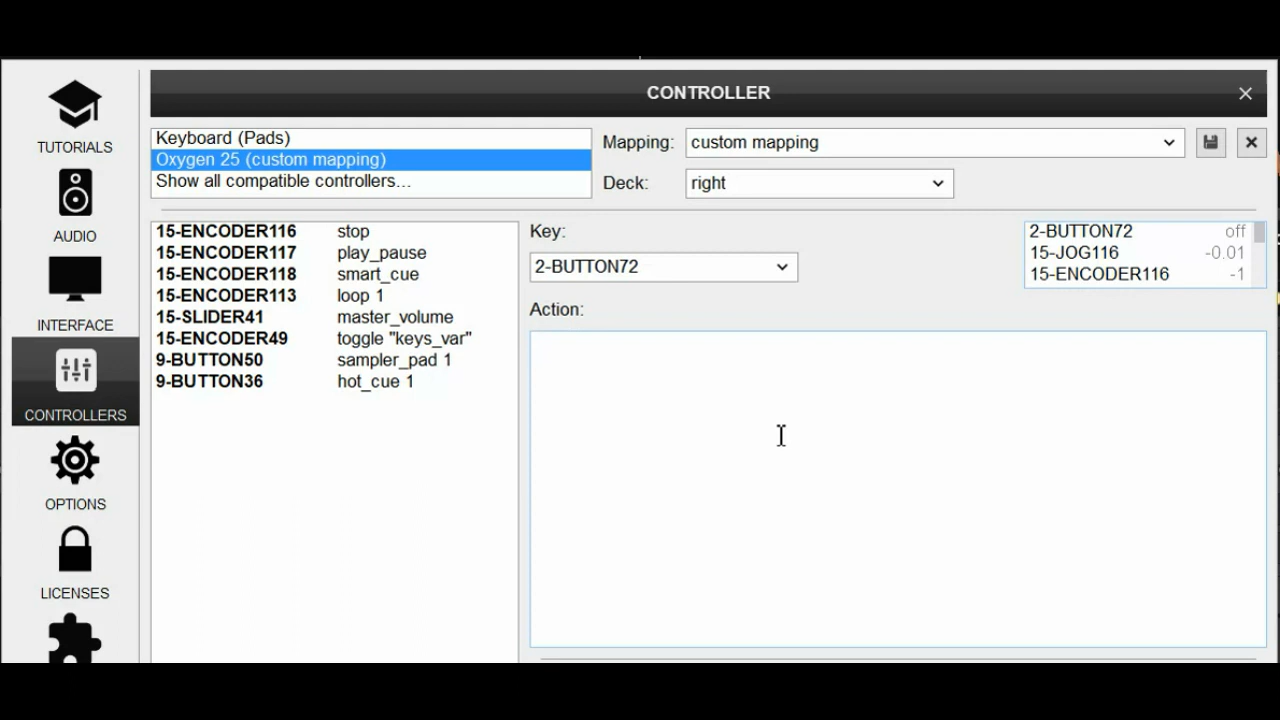 CONTROLLER
TUTORIALS
AUDIO
INTERFACE
CONTROLLERS
OPTIONS
LICENSES
Keyboard (Pads)
Oxygen 25 (custom mapping)
Show all compatible controllers...
Mapping: custom mapping
Deck: right
15-ENCODER116 stop
15-ENCODER117 play_pause
15-ENCODER118 smart_cue
15-ENCODER113 loop 1
15-SLIDER41 master_volume
15-ENCODER49 toggle "keys_var"
9-BUTTON50 sampler_pad 1
9-BUTTON36 hot_cue 1
Key:
2-BUTTON72
Action:
2-BUTTON72 off
15-JOG116 -0.01
15-ENCODER116 -1